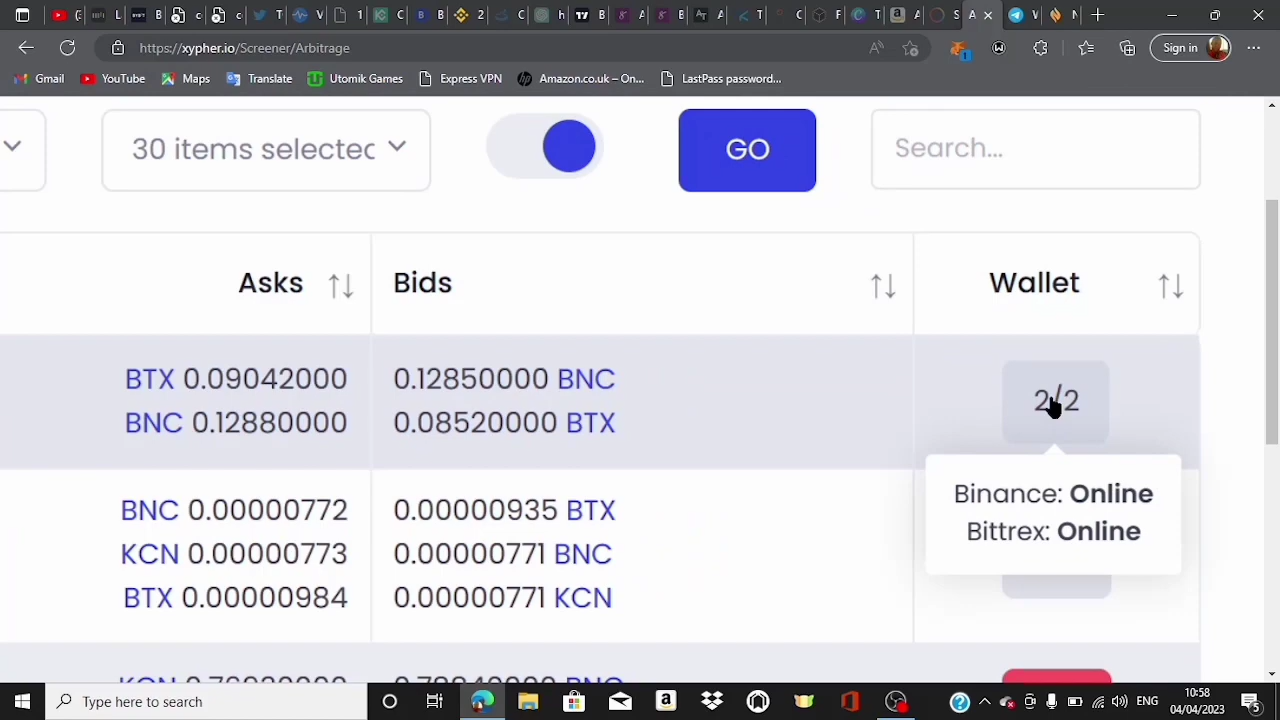 https://xypher.io/Screener/Arbitrage
Sign in
Gmail
YouTube
Maps
Translate
Utomik Games
Express VPN
Amazon.co.uk – On...
LastPass password...
30 items selected
GO
Search...
Asks
Bids
Wallet
BTX 0.09042000
0.12850000 BNC
2/2
BNC 0.12880000
0.08520000 BTX
Binance: Online
Bittrex: Online
BNC 0.00000772
0.00000935 BTX
KCN 0.00000773
0.00000771 BNC
BTX 0.00000984
0.00000771 KCN
Type here to search
ENG
10:58
04/04/2023
5